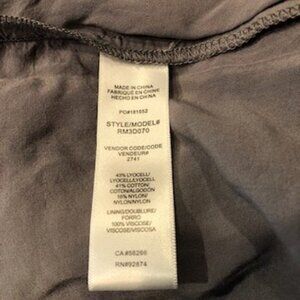 MADE IN CHINA
FABRIQUÉ EN CHINE
HECHO EN CHINA
PO#181652
STYLE/MODEL#
RM3D070
VENDOR CODE/CODE
VENDEUR#
2741
43% LYOCELL/
LYOCELL/LYOCELL
41% COTTON/
COTON/ALGODON
16% NYLON/
NYLON/NYLON
LINING/DOUBLURE/
FORRO
100% VISCOSE/
VISCOSE/VISCOSA
CA#56266
RN#92874